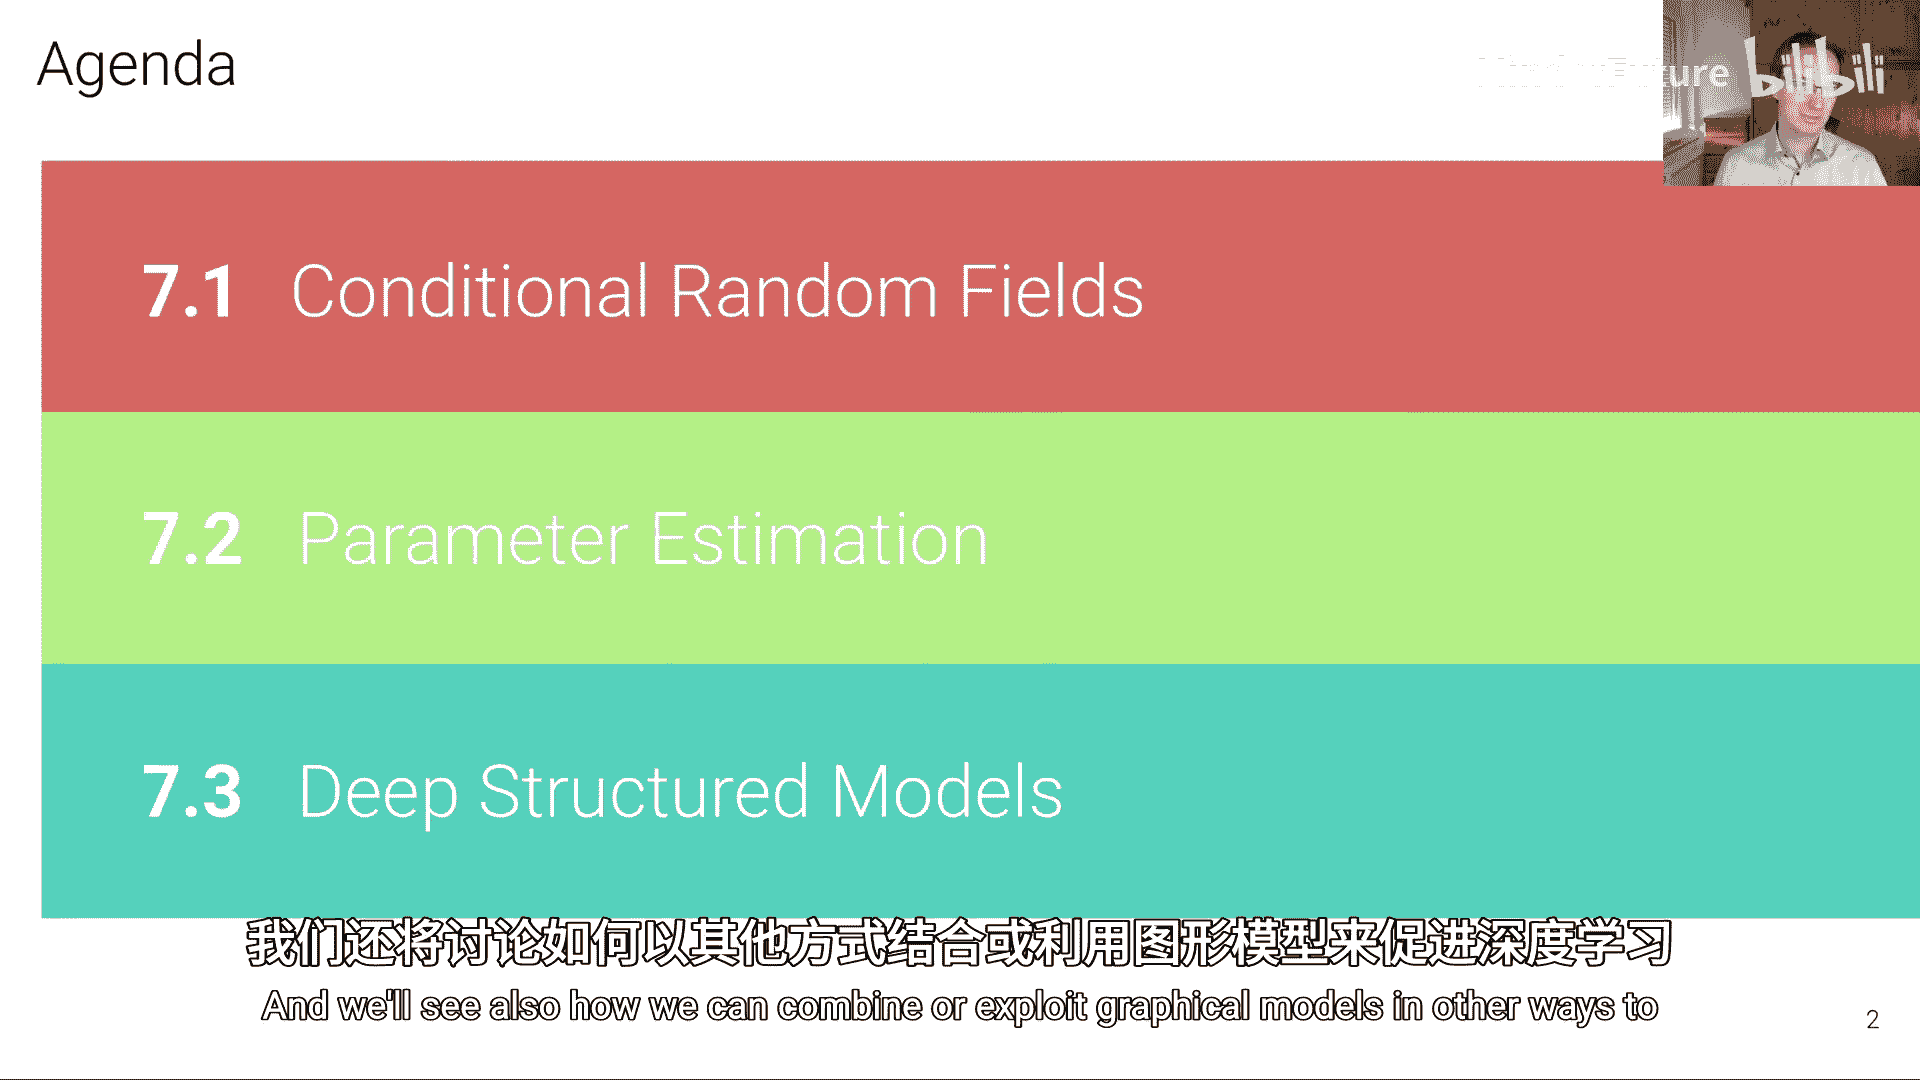 Agenda
bilibili
7.1 Conditional Random Fields
7.2 Parameter Estimation
7.3 Deep Structured Models
我们还将讨论如何以其他方式结合或利用图形模型来促进深度学习
And we'll see also how we can combine or exploit graphical models in other ways to
2